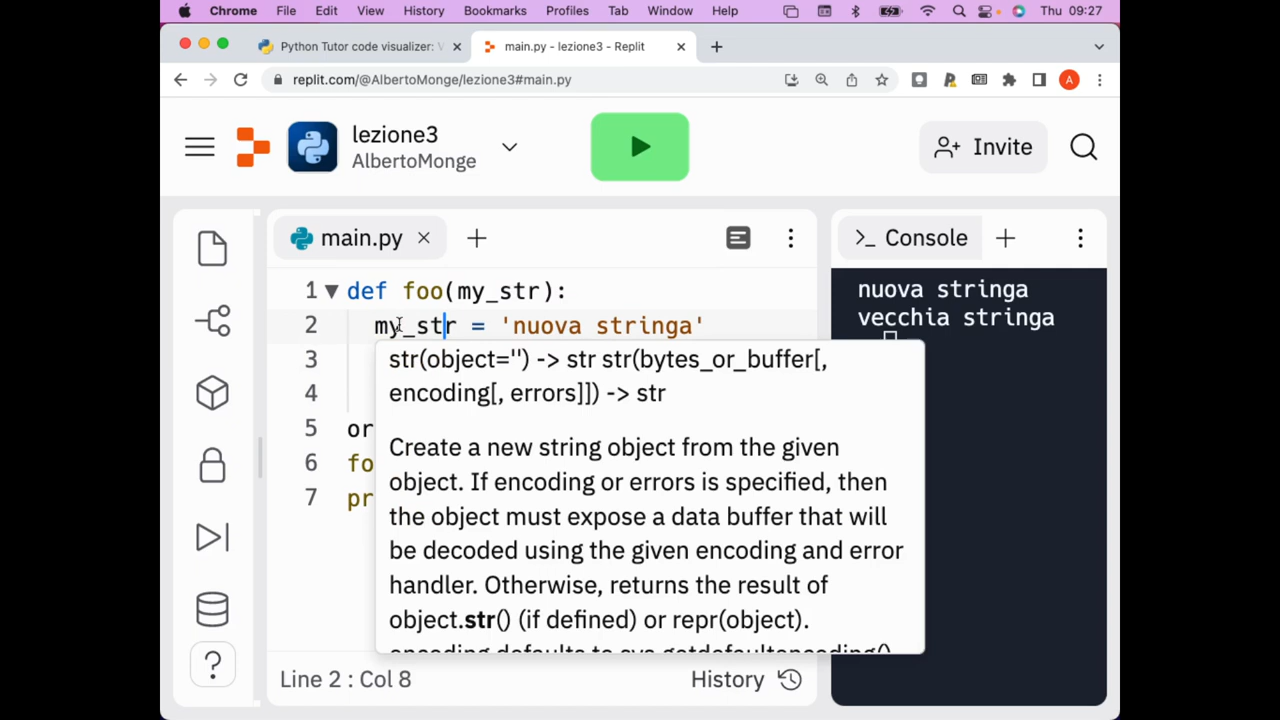 Chrome File Edit View History Bookmarks Profiles Tab Window Help Thu 09:27
Python Tutor code visualizer: V main.py - lezione3 - Replit
replit.com/@AlbertoMonge/lezione3#main.py A
lezione3
AlbertoMonge
Invite
main.py
>_ Console
1 def foo(my_str):
2 my_str = 'nuova stringa'
3
4
5 or
6 fo
7 pr
str(object='') -> str str(bytes_or_buffer[,
encoding[, errors]]) -> str
Create a new string object from the given
object. If encoding or errors is specified, then
the object must expose a data buffer that will
be decoded using the given encoding and error
handler. Otherwise, returns the result of
object.str() (if defined) or repr(object).
encoding defaults to sys.getdefaultencoding().
nuova stringa
vecchia stringa
?
Line 2 : Col 8
History